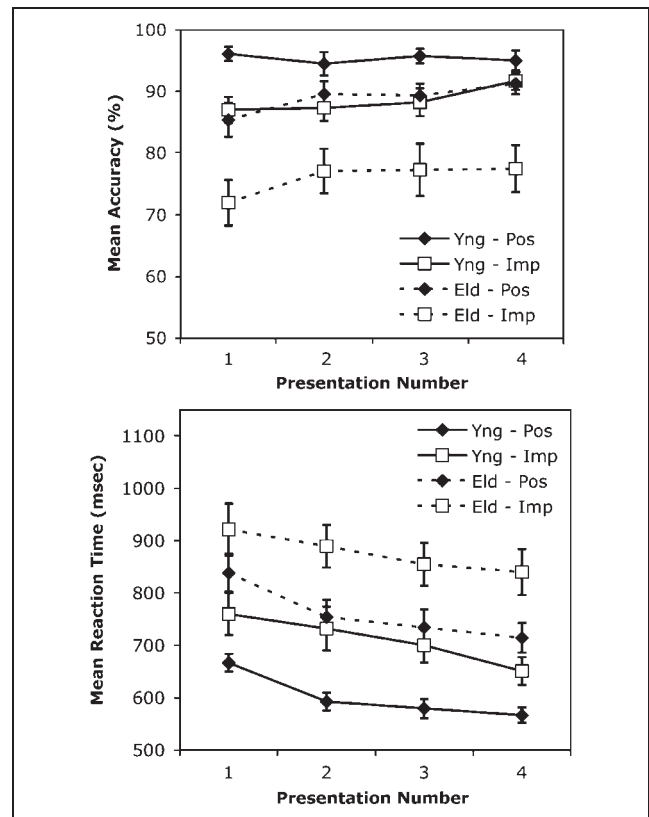 100
90
80
70
60
50
Mean Accuracy (%)
Yng - Pos
Yng - Imp
Eld - Pos
Eld - Imp
1 2 3 4
Presentation Number
1100
1000
900
800
700
600
500
Mean Reaction Time (msec)
Yng - Pos
Yng - Imp
Eld - Pos
Eld - Imp
1 2 3 4
Presentation Number